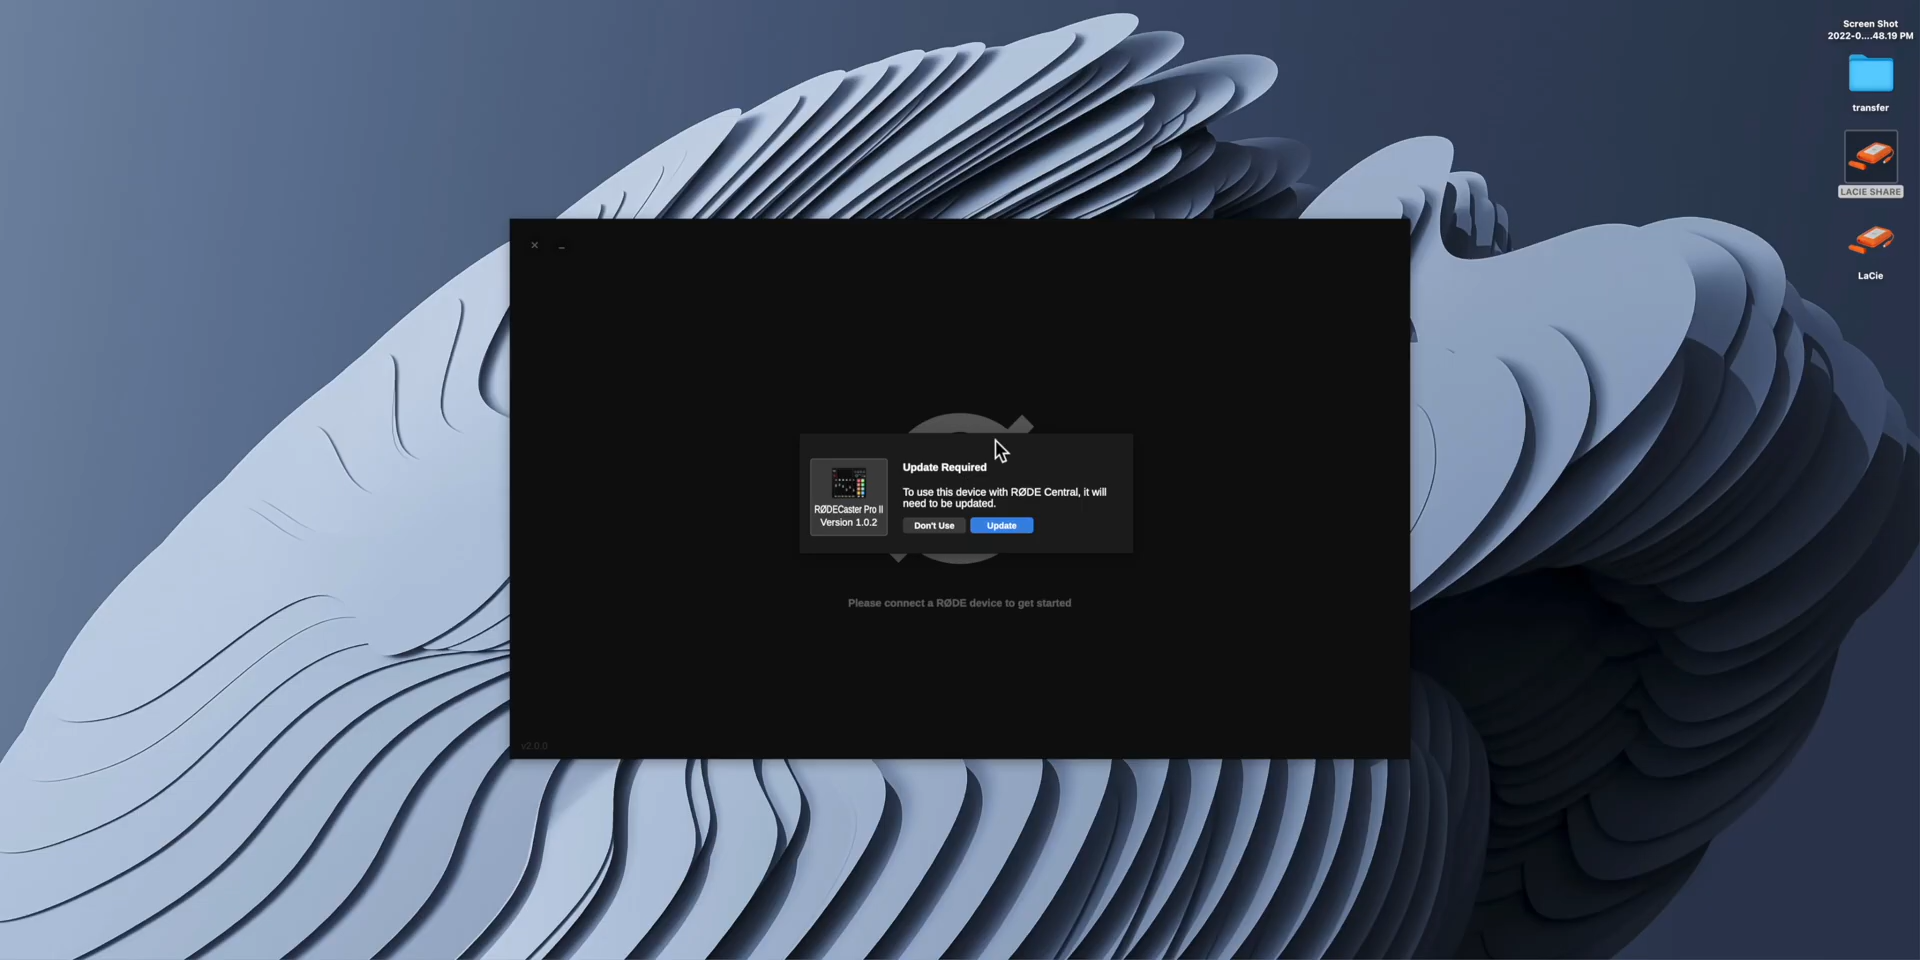 Screen Shot
2022-0....48.19 PM
transfer
LACIE SHARE
LaCie
Update Required
To use this device with RØDE Central, it will
need to be updated.
RØDECaster Pro II
Version 1.0.2
Don't Use
Update
Please connect a RØDE device to get started
v2.0.0